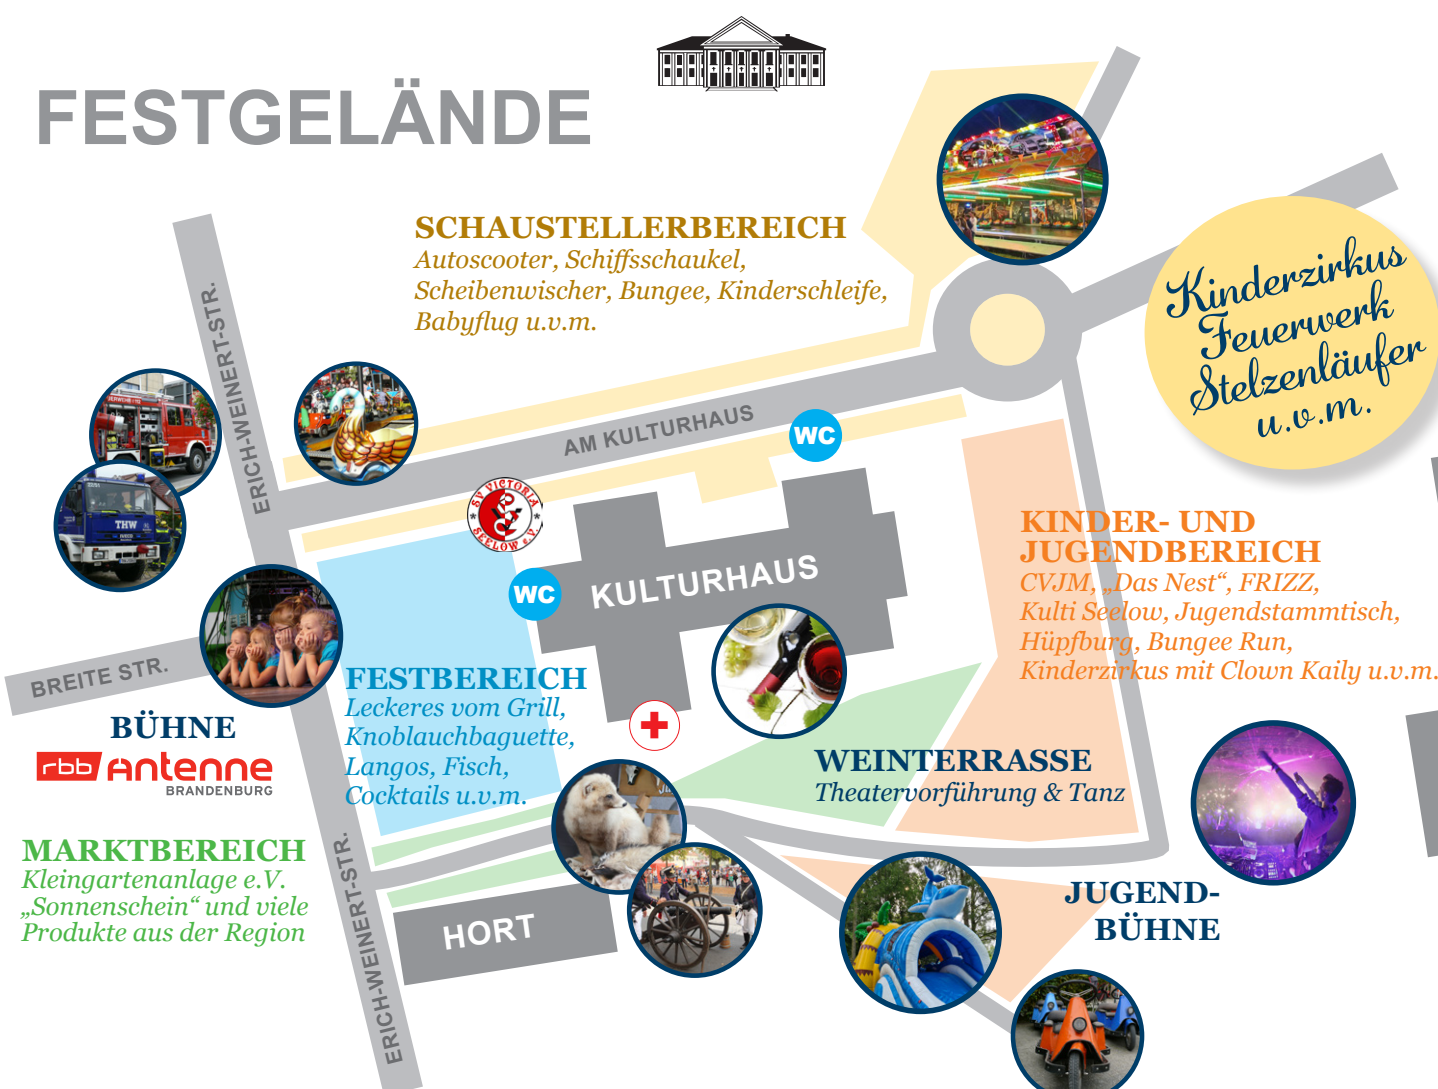 FESTGELÄNDE
SCHAUSTELLERBEREICH
Autoscooter, Schiffsschaukel,
Scheibenwischer, Bungee, Kinderschleife,
Babyflug u.v.m.
Kinderzirkus
Feuerwerk
Stelzenläufer
u.v.m.
ERICH-WEINERT-STR.
AM KULTURHAUS
WC
SV VICTORIA
SEELOW e.V.
THW
KULTURHAUS
WC
KINDER- UND
JUGENDBEREICH
CVJM, „Das Nest“, FRIZZ,
Kulti Seelow, Jugendstammtisch,
Hüpfburg, Bungee Run,
Kinderzirkus mit Clown Kaily u.v.m.
BREITE STR.
FESTBEREICH
Leckeres vom Grill,
Knoblauchbaguette,
Langos, Fisch,
Cocktails u.v.m.
BÜHNE
rbb Antenne
BRANDENBURG
WEINTERRASSE
Theatervorführung & Tanz
MARKTBEREICH
Kleingartenanlage e.V.
„Sonnenschein“ und viele
Produkte aus der Region
ERICH-WEINERT-STR.
HORT
JUGEND-
BÜHNE